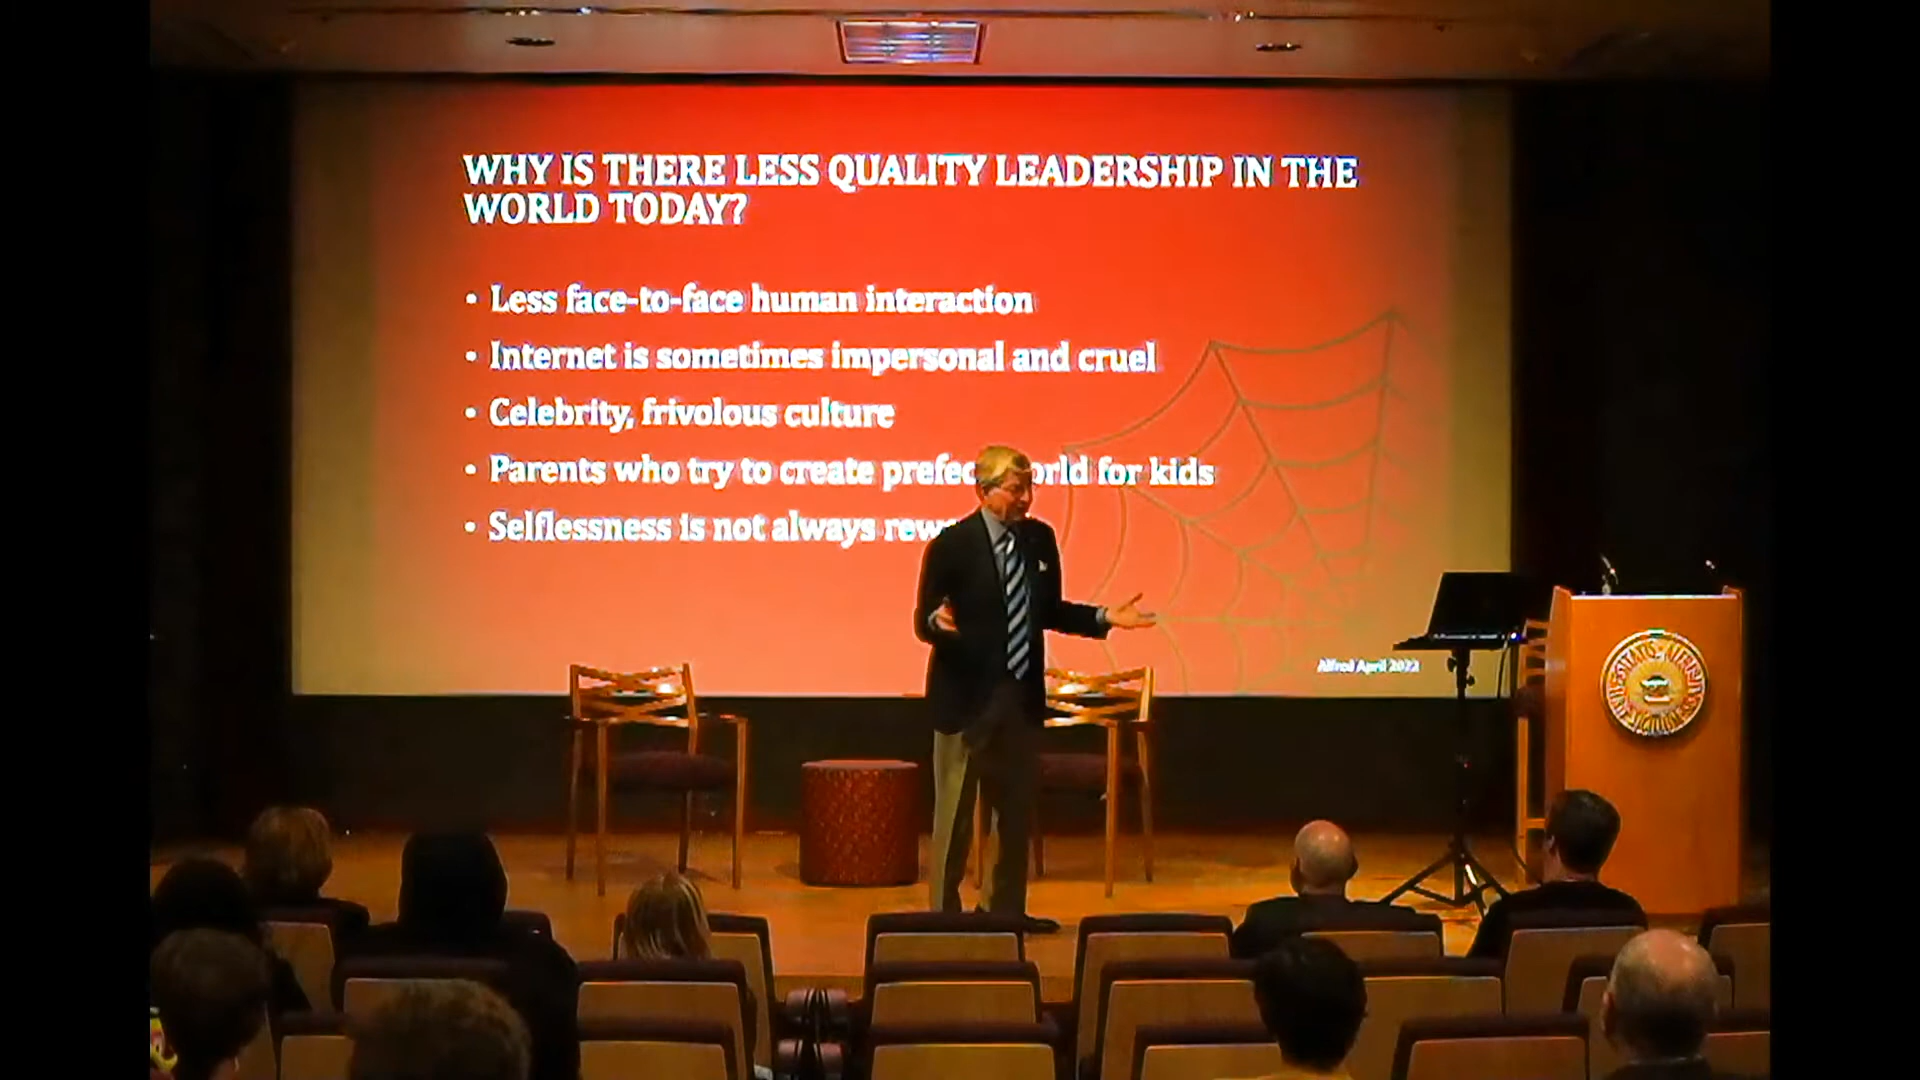 WHY IS THERE LESS QUALITY LEADERSHIP IN THE
WORLD TODAY?
• Less face-to-face human interaction
• Internet is sometimes impersonal and cruel
• Celebrity, frivolous culture
• Parents who try to create for kids
• Selflessness is not always
Alfred April 2022